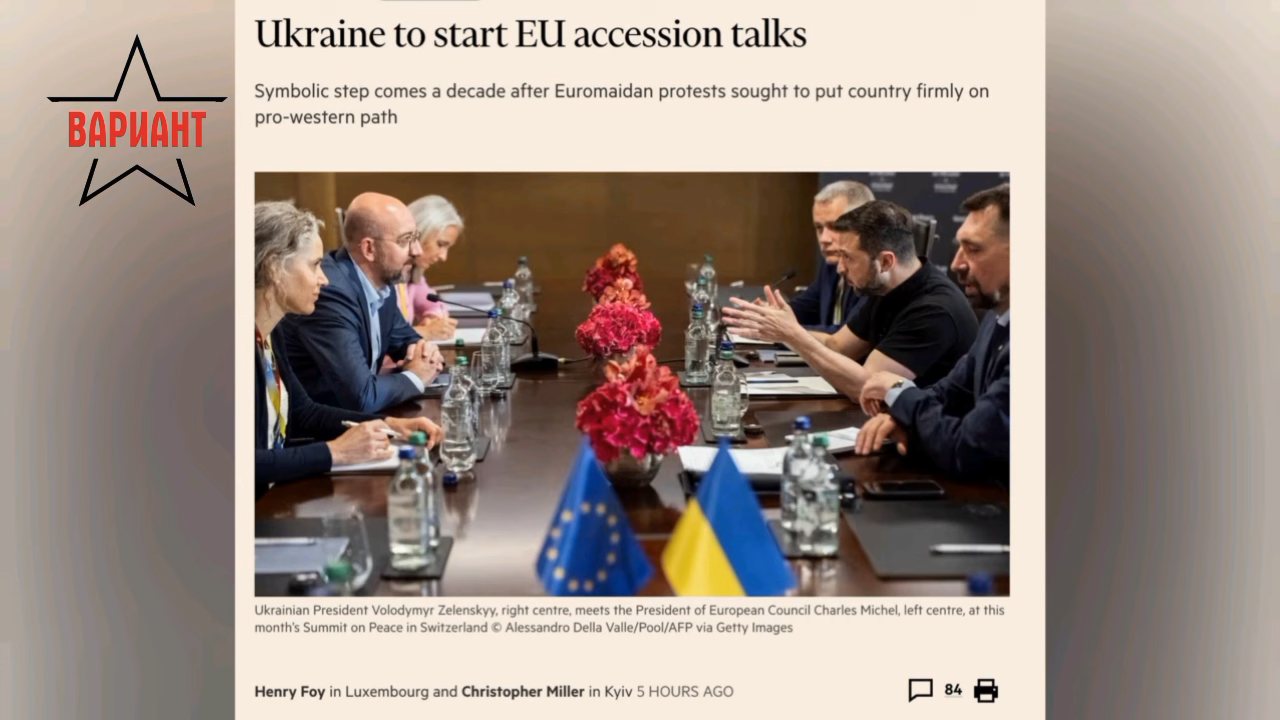 Ukraine to start EU accession talks
Symbolic step comes a decade after Euromaidan protests sought to put country firmly on
pro-western path
ВАРИАНТ
Ukrainian President Volodymyr Zelenskyy, right centre, meets the President of European Council Charles Michel, left centre, at this
month's Summit on Peace in Switzerland © Alessandro Della Valle/Pool/AFP via Getty Images
Henry Foy in Luxembourg and Christopher Miller in Kyiv 5 HOURS AGO
84